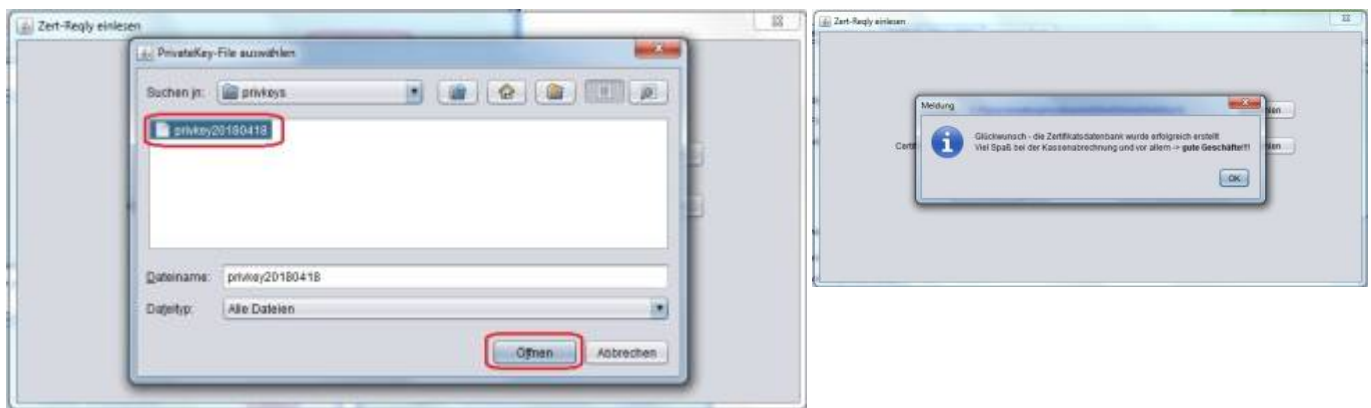 Zert-Reqly einlesen
PrivateKey-File auswählen
Suchen in: privkeys
privkey20180418
Dateiname: privkey20180418
Dateityp: Alle Dateien
Öffnen Abbrechen
Zert-Reqly einlesen
Meldung
Glückwunsch - die Zertifikatsdatenbank wurde erfolgreich erstellt
Viel Spaß bei der Kassenabrechnung und vor allem -> gute Geschäfte!!!
OK